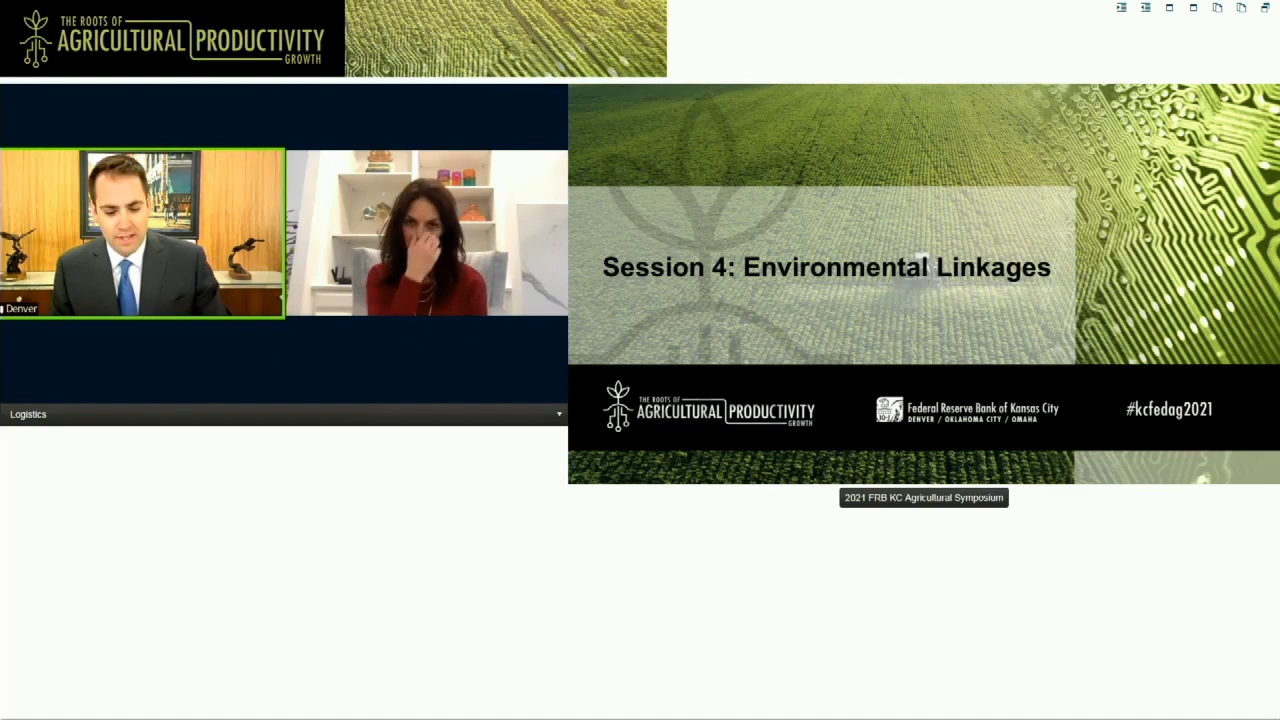 THE ROOTS OF
AGRICULTURAL PRODUCTIVITY
GROWTH
Denver
Logistics
Session 4: Environmental Linkages
THE ROOTS OF
AGRICULTURAL PRODUCTIVITY
GROWTH
Federal Reserve Bank of Kansas City
DENVER / OKLAHOMA CITY / OMAHA
#kcfedag2021
2021 FRB KC Agricultural Symposium